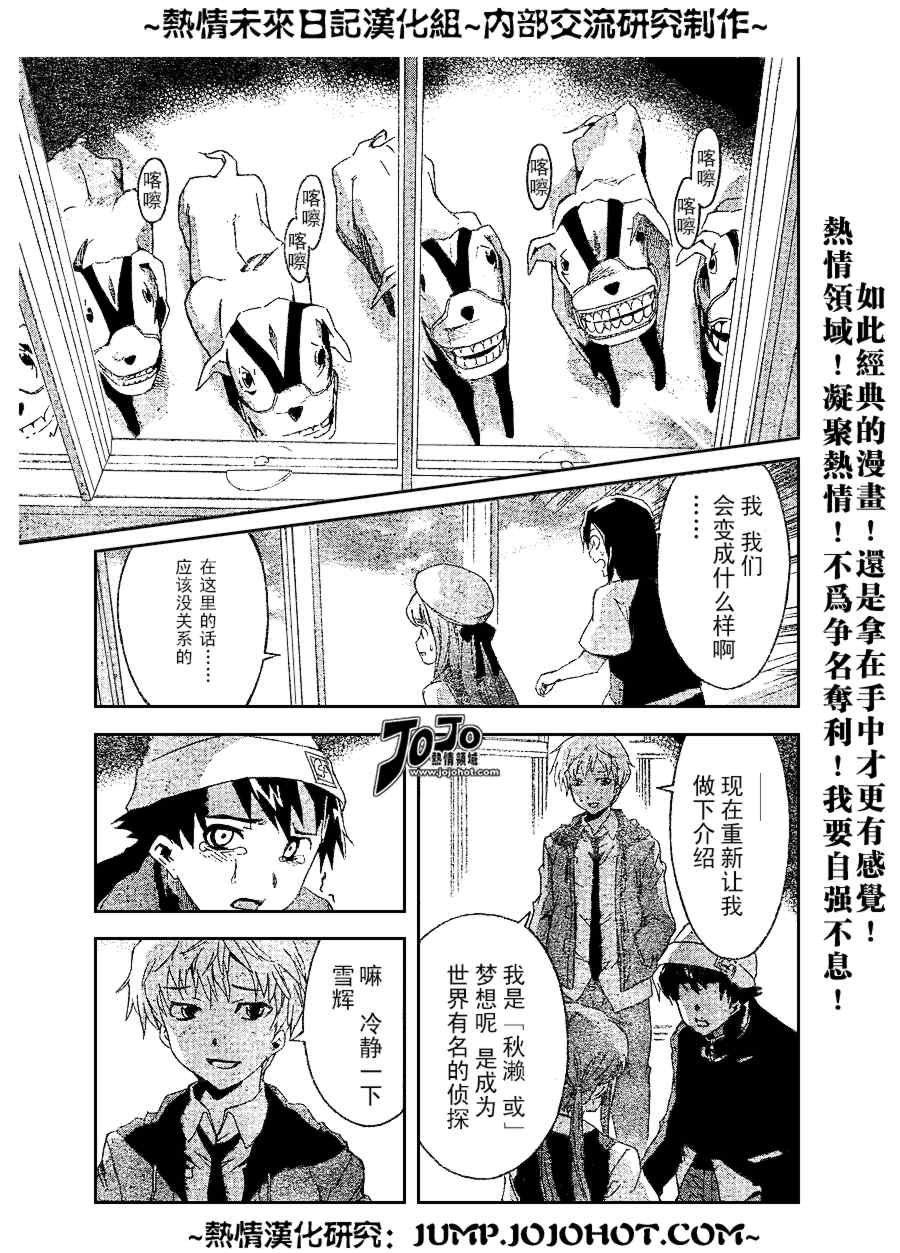 ~熱情未來日記漢化組~内部交流研究制作~
喀嚓
喀嚓
喀嚓
喀嚓
喀嚓
喀嚓
我 我们
会变成什么样啊
……
在这里的话……
应该没关系的
——
现在重新让我
做下介绍
我是「秋濑 或」
梦想呢 是成为
世界有名的侦探
嘛 冷静一下
雪辉
JOJO
熱情領域
www.jojohot.com
如此經典的漫畫！還是拿在手中才更有感覺！
熱情領域！凝聚熱情！不爲争名奪利！我要自强不息！
~熱情漢化研究：JUMP.JOJOHOT.COM~